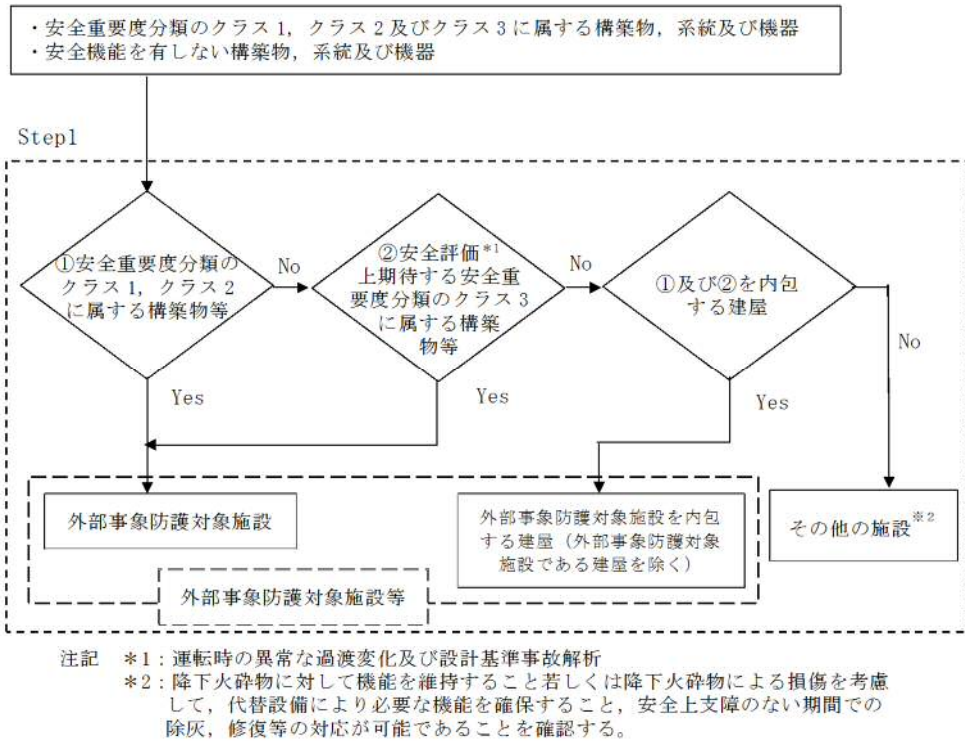 ・安全重要度分類のクラス1，クラス2及びクラス3に属する構築物，系統及び機器
・安全機能を有しない構築物，系統及び機器
Step1
①安全重要度分類の
クラス1，クラス2
に属する構築物等
No
②安全評価*1
上期待する安全重
要度分類のクラス3
に属する構築
物等
No
①及び②を内包
する建屋
No
Yes
Yes
Yes
外部事象防護対象施設
外部事象防護対象施設を内包
する建屋（外部事象防護対象
施設である建屋を除く）
その他の施設※2
外部事象防護対象施設等
注記　*1：運転時の異常な過渡変化及び設計基準事故解析
*2：降下火砕物に対して機能を維持すること若しくは降下火砕物による損傷を考慮
して，代替設備により必要な機能を確保すること，安全上支障のない期間での
除灰，修復等の対応が可能であることを確認する。